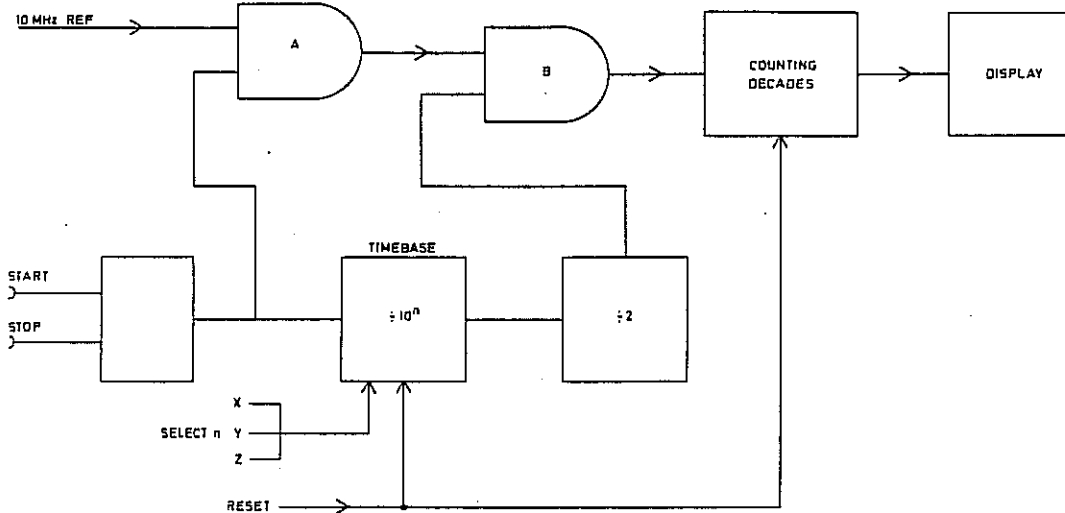 10 MHz REF
A
B
COUNTING
DECADES
DISPLAY
TIMEBASE
START
STOP
÷10ⁿ
÷2
X
SELECT n Y
Z
RESET